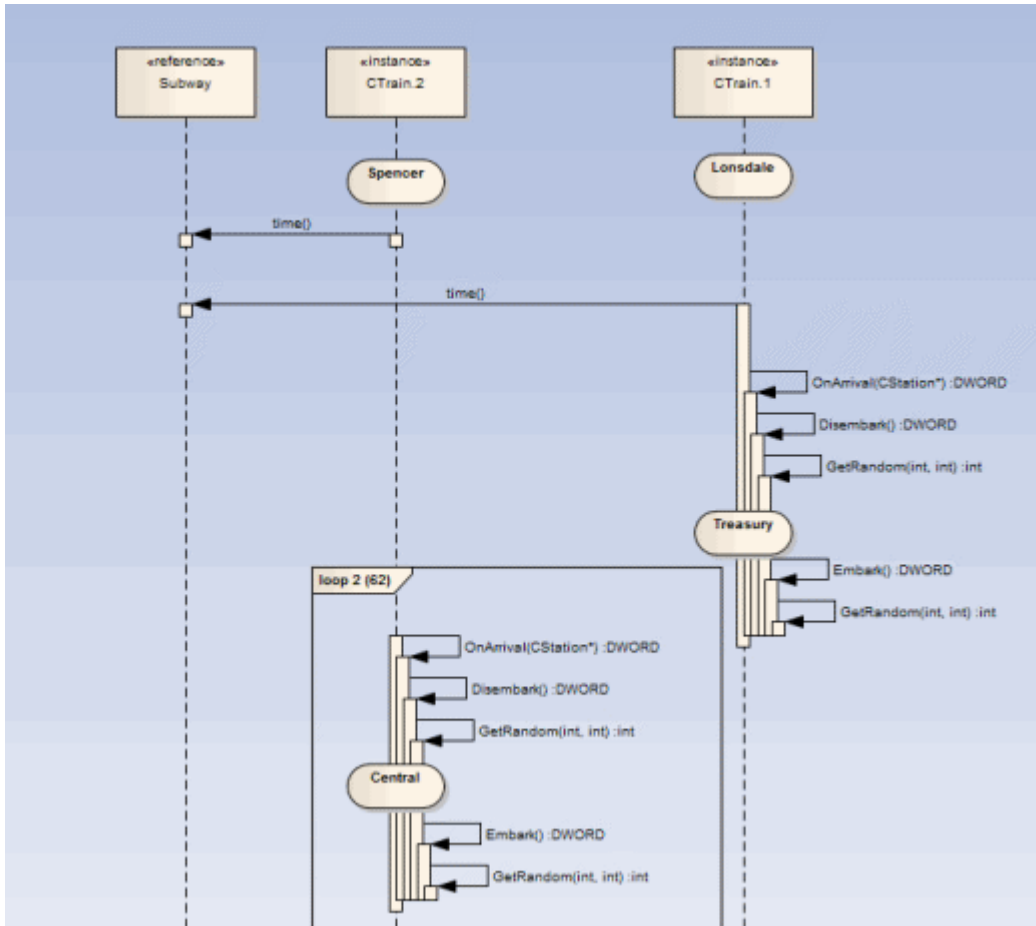 «reference»
Subway
«instance»
CTrain.2
«instance»
CTrain.1
Spencer
Lonsdale
time()
time()
OnArrival(CStation*) :DWORD
Disembark() :DWORD
GetRandom(int, int) :int
Treasury
Embark() :DWORD
loop 2 (62)
GetRandom(int, int) :int
OnArrival(CStation*) :DWORD
Disembark() :DWORD
GetRandom(int, int) :int
Central
Embark() :DWORD
GetRandom(int, int) :int